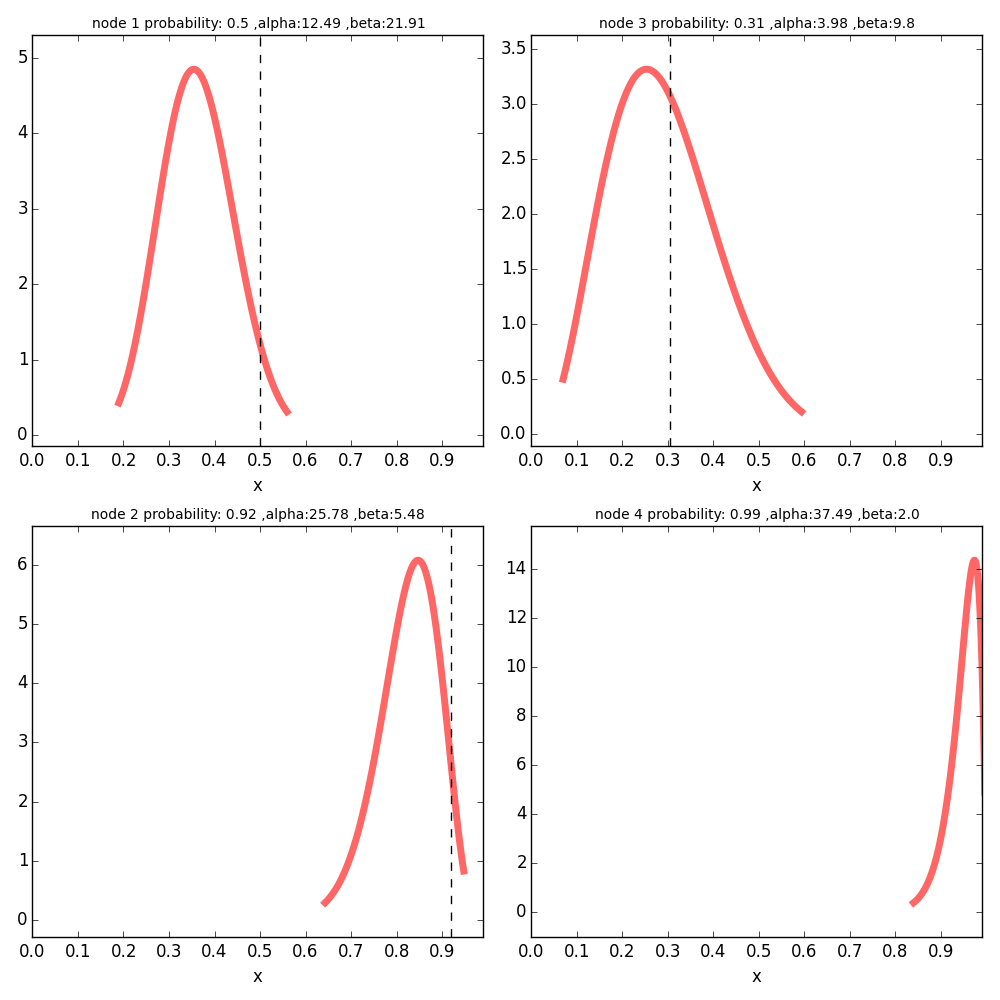 node 1 probability: 0.5 ,alpha:12.49 ,beta:21.91
5
4
3
2
1
0
0.0 0.1 0.2 0.3 0.4 0.5 0.6 0.7 0.8 0.9
x
node 3 probability: 0.31 ,alpha:3.98 ,beta:9.8
3.5
3.0
2.5
2.0
1.5
1.0
0.5
0.0
0.0 0.1 0.2 0.3 0.4 0.5 0.6 0.7 0.8 0.9
x
node 2 probability: 0.92 ,alpha:25.78 ,beta:5.48
6
5
4
3
2
1
0
0.0 0.1 0.2 0.3 0.4 0.5 0.6 0.7 0.8 0.9
x
node 4 probability: 0.99 ,alpha:37.49 ,beta:2.0
14
12
10
8
6
4
2
0
0.0 0.1 0.2 0.3 0.4 0.5 0.6 0.7 0.8 0.9
x